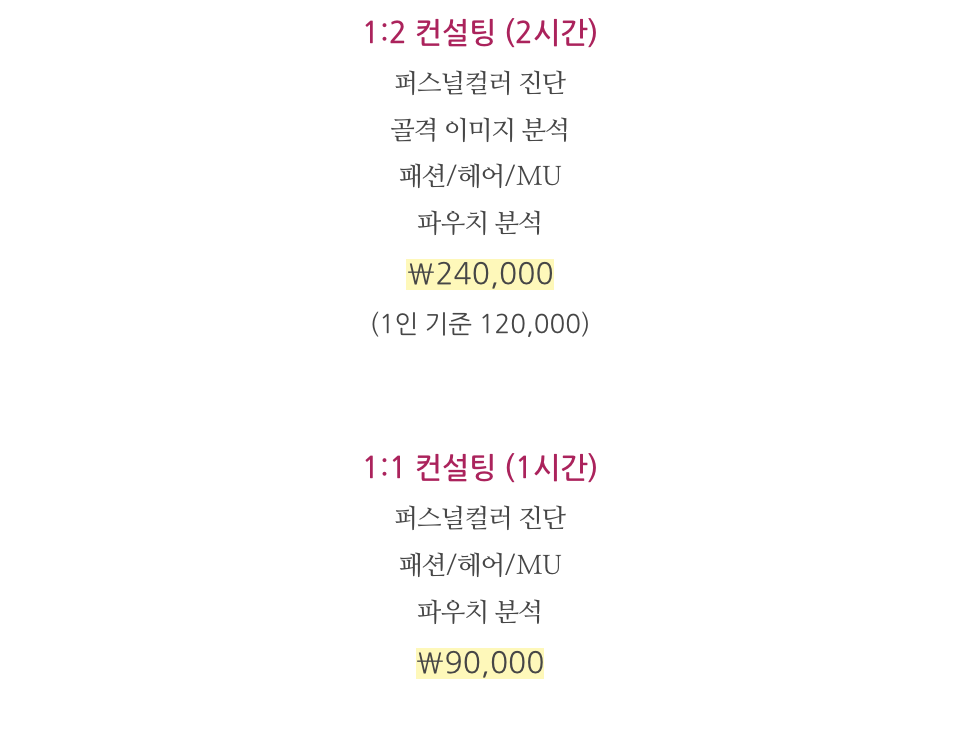 1:2 컨설팅 (2시간)
퍼스널컬러 진단
골격 이미지 분석
패션/헤어/MU
파우치 분석
₩240,000
(1인 기준 120,000)
1:1 컨설팅 (1시간)
퍼스널컬러 진단
패션/헤어/MU
파우치 분석
₩90,000